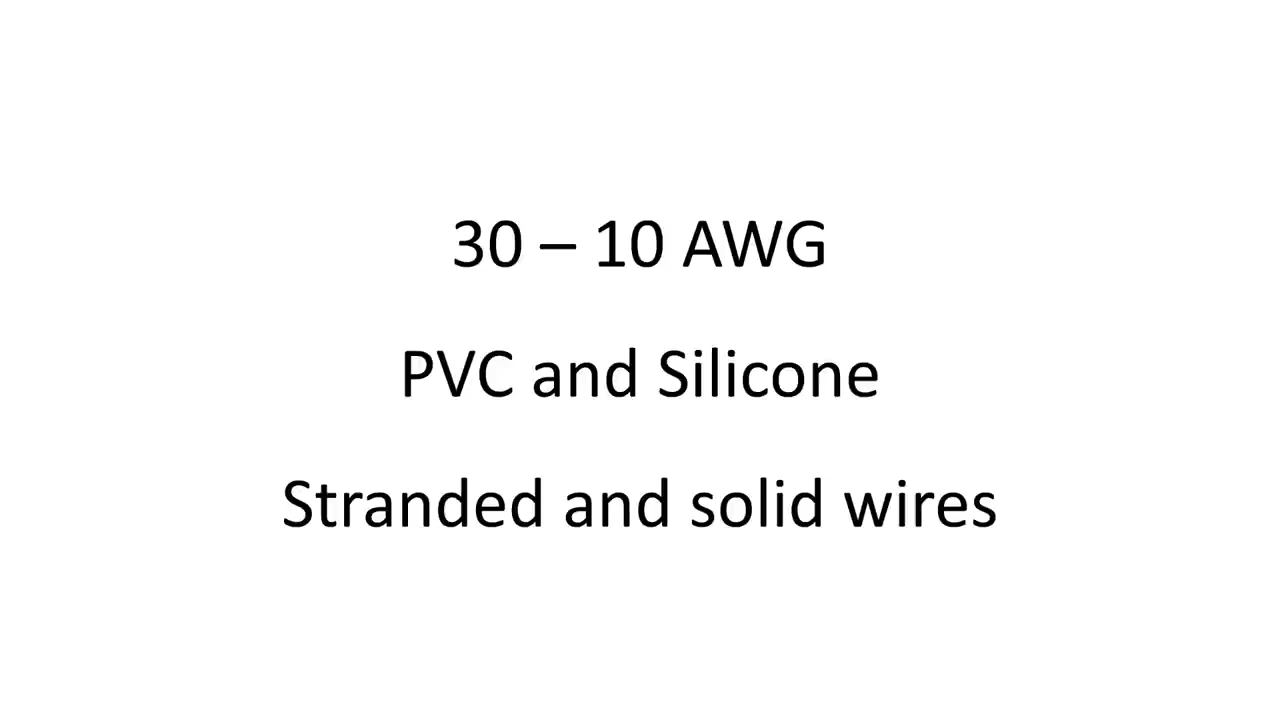 30 – 10 AWG
PVC and Silicone
Stranded and solid wires